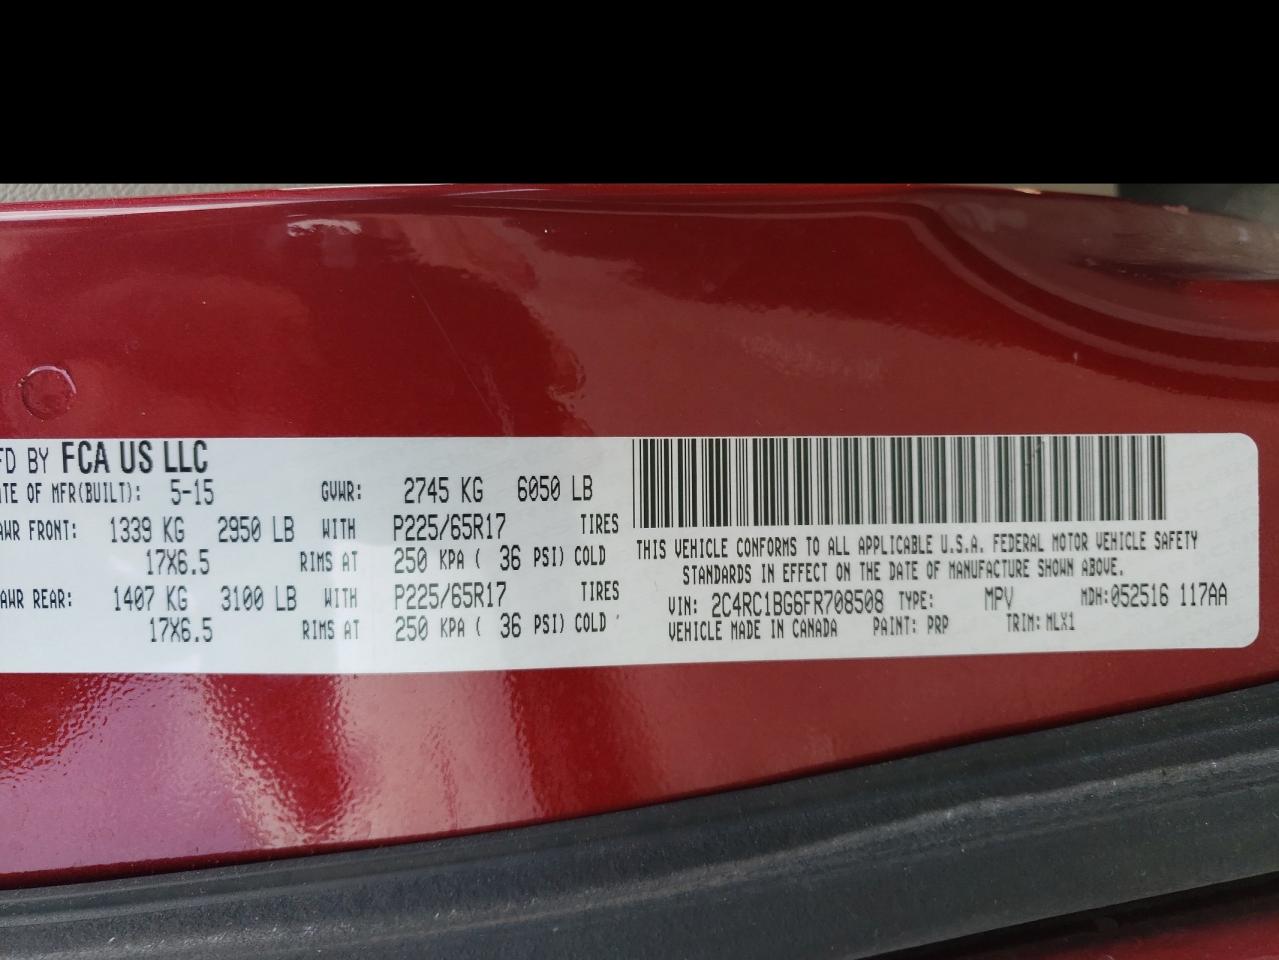 FD BY FCA US LLC
TE OF MFR(BUILT): 5-15 GVWR: 2745 KG 6050 LB
AWR FRONT: 1339 KG 2950 LB WITH P225/65R17 TIRES
17X6.5 RIMS AT 250 KPA ( 36 PSI) COLD
AWR REAR: 1407 KG 3100 LB WITH P225/65R17 TIRES
17X6.5 RIMS AT 250 KPA ( 36 PSI) COLD
THIS VEHICLE CONFORMS TO ALL APPLICABLE U.S.A. FEDERAL MOTOR VEHICLE SAFETY
STANDARDS IN EFFECT ON THE DATE OF MANUFACTURE SHOWN ABOVE.
VIN: 2C4RC1BG6FR708508 TYPE: MPV MDH:052516 117AA
VEHICLE MADE IN CANADA PAINT: PRP TRIM: MLX1